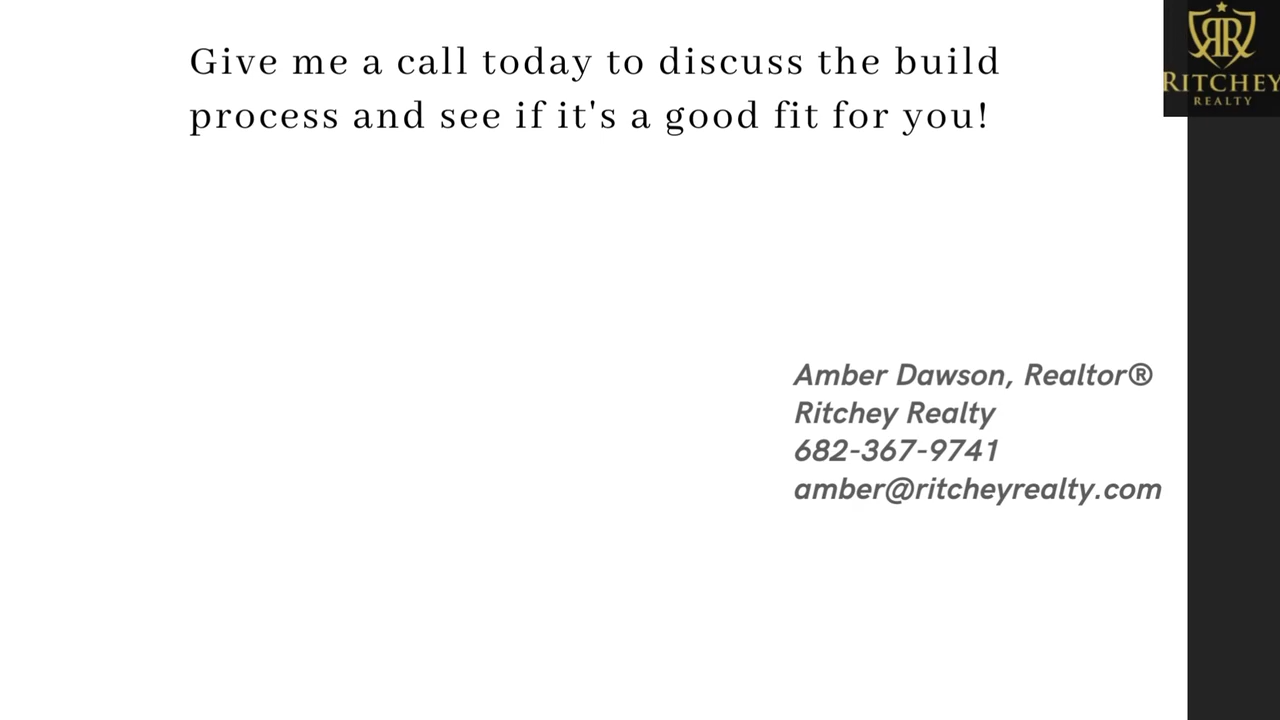 Give me a call today to discuss the build
process and see if it's a good fit for you!
RR
RITCHEY
REALTY
Amber Dawson, Realtor®
Ritchey Realty
682-367-9741
amber@ritcheyrealty.com